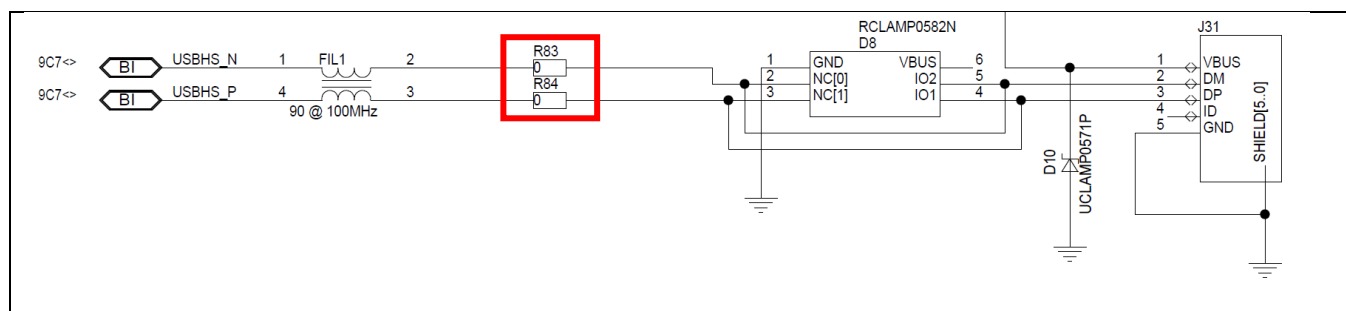 RCLAMP0582N
D8
J31
9C7<> BI USBHS_N 1 FIL1 2
R83
0
9C7<> BI USBHS_P 4 3
R84
0
90 @ 100MHz
1 GND VBUS 6
2 NC[0] IO2 5
3 NC[1] IO1 4
1 VBUS
2 DM
3 DP
4 ID
5 GND
SHIELD[5..0]
D10
UCLAMP0571P